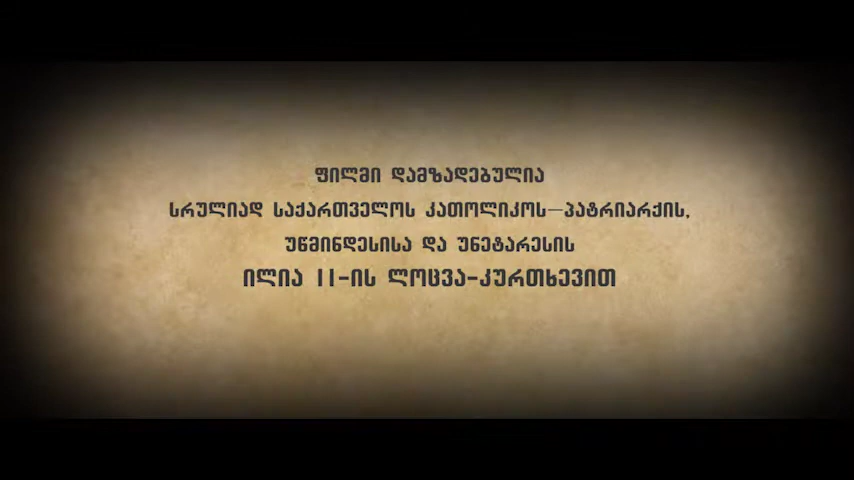 ფილმი დამზადებულია
სრულიად საქართველოს კათოლიკოს–პატრიარქის,
უწმინდესისა და უნეტარესის
ილია II-ის ლოცვა-კურთხევით